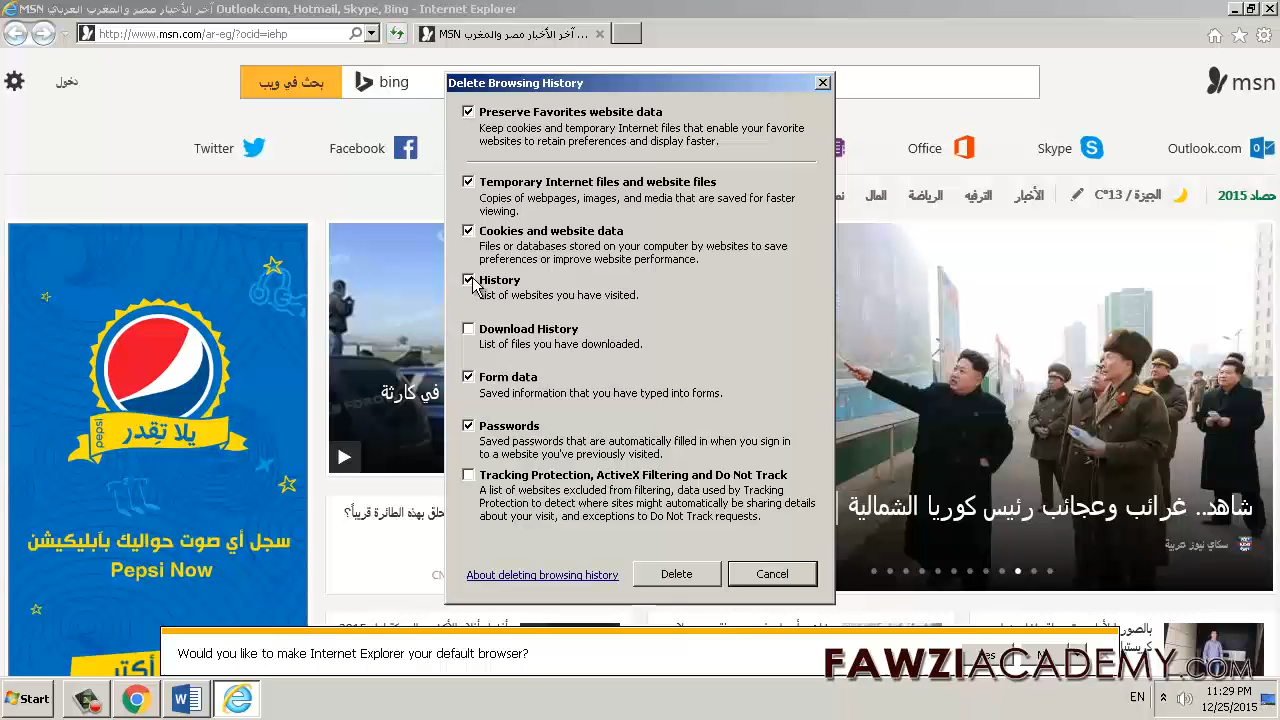 MSN آخر الأخبار مصر والمغرب العربي Outlook.com, Hotmail, Skype, Bing - Internet Explorer
http://www.msn.com/ar-eg/?ocid=iehp
MSN آخر الأخبار مصر والمغرب ...
دخول
بحث في ويب
bing
msn
Twitter
Facebook
Office
Skype
Outlook.com
حصاد 2015
الجيزة / 13°C
الأخبار
الترفيه
الرياضة
المال
Delete Browsing History
Preserve Favorites website data
Keep cookies and temporary Internet files that enable your favorite
websites to retain preferences and display faster.
Temporary Internet files and website files
Copies of webpages, images, and media that are saved for faster
viewing.
Cookies and website data
Files or databases stored on your computer by websites to save
preferences or improve website performance.
History
List of websites you have visited.
Download History
List of files you have downloaded.
Form data
Saved information that you have typed into forms.
Passwords
Saved passwords that are automatically filled in when you sign in
to a website you've previously visited.
Tracking Protection, ActiveX Filtering and Do Not Track
A list of websites excluded from filtering, data used by Tracking
Protection to detect where sites might automatically be sharing details
about your visit, and exceptions to Do Not Track requests.
About deleting browsing history
Delete
Cancel
pepsi
يلا تِقدر
سجل أي صوت حواليك بآبليكيشن
Pepsi Now
أكتر
في كارثة
حلق بهذه الطائرة قريباً؟
CN
شاهد.. غرائب وعجائب رئيس كوريا الشمالية
سكاي نيوز عربية
بالصور
Would you like to make Internet Explorer your default browser?
FAWZIACADEMY.COM
Start
EN
11:29 PM
12/25/2015